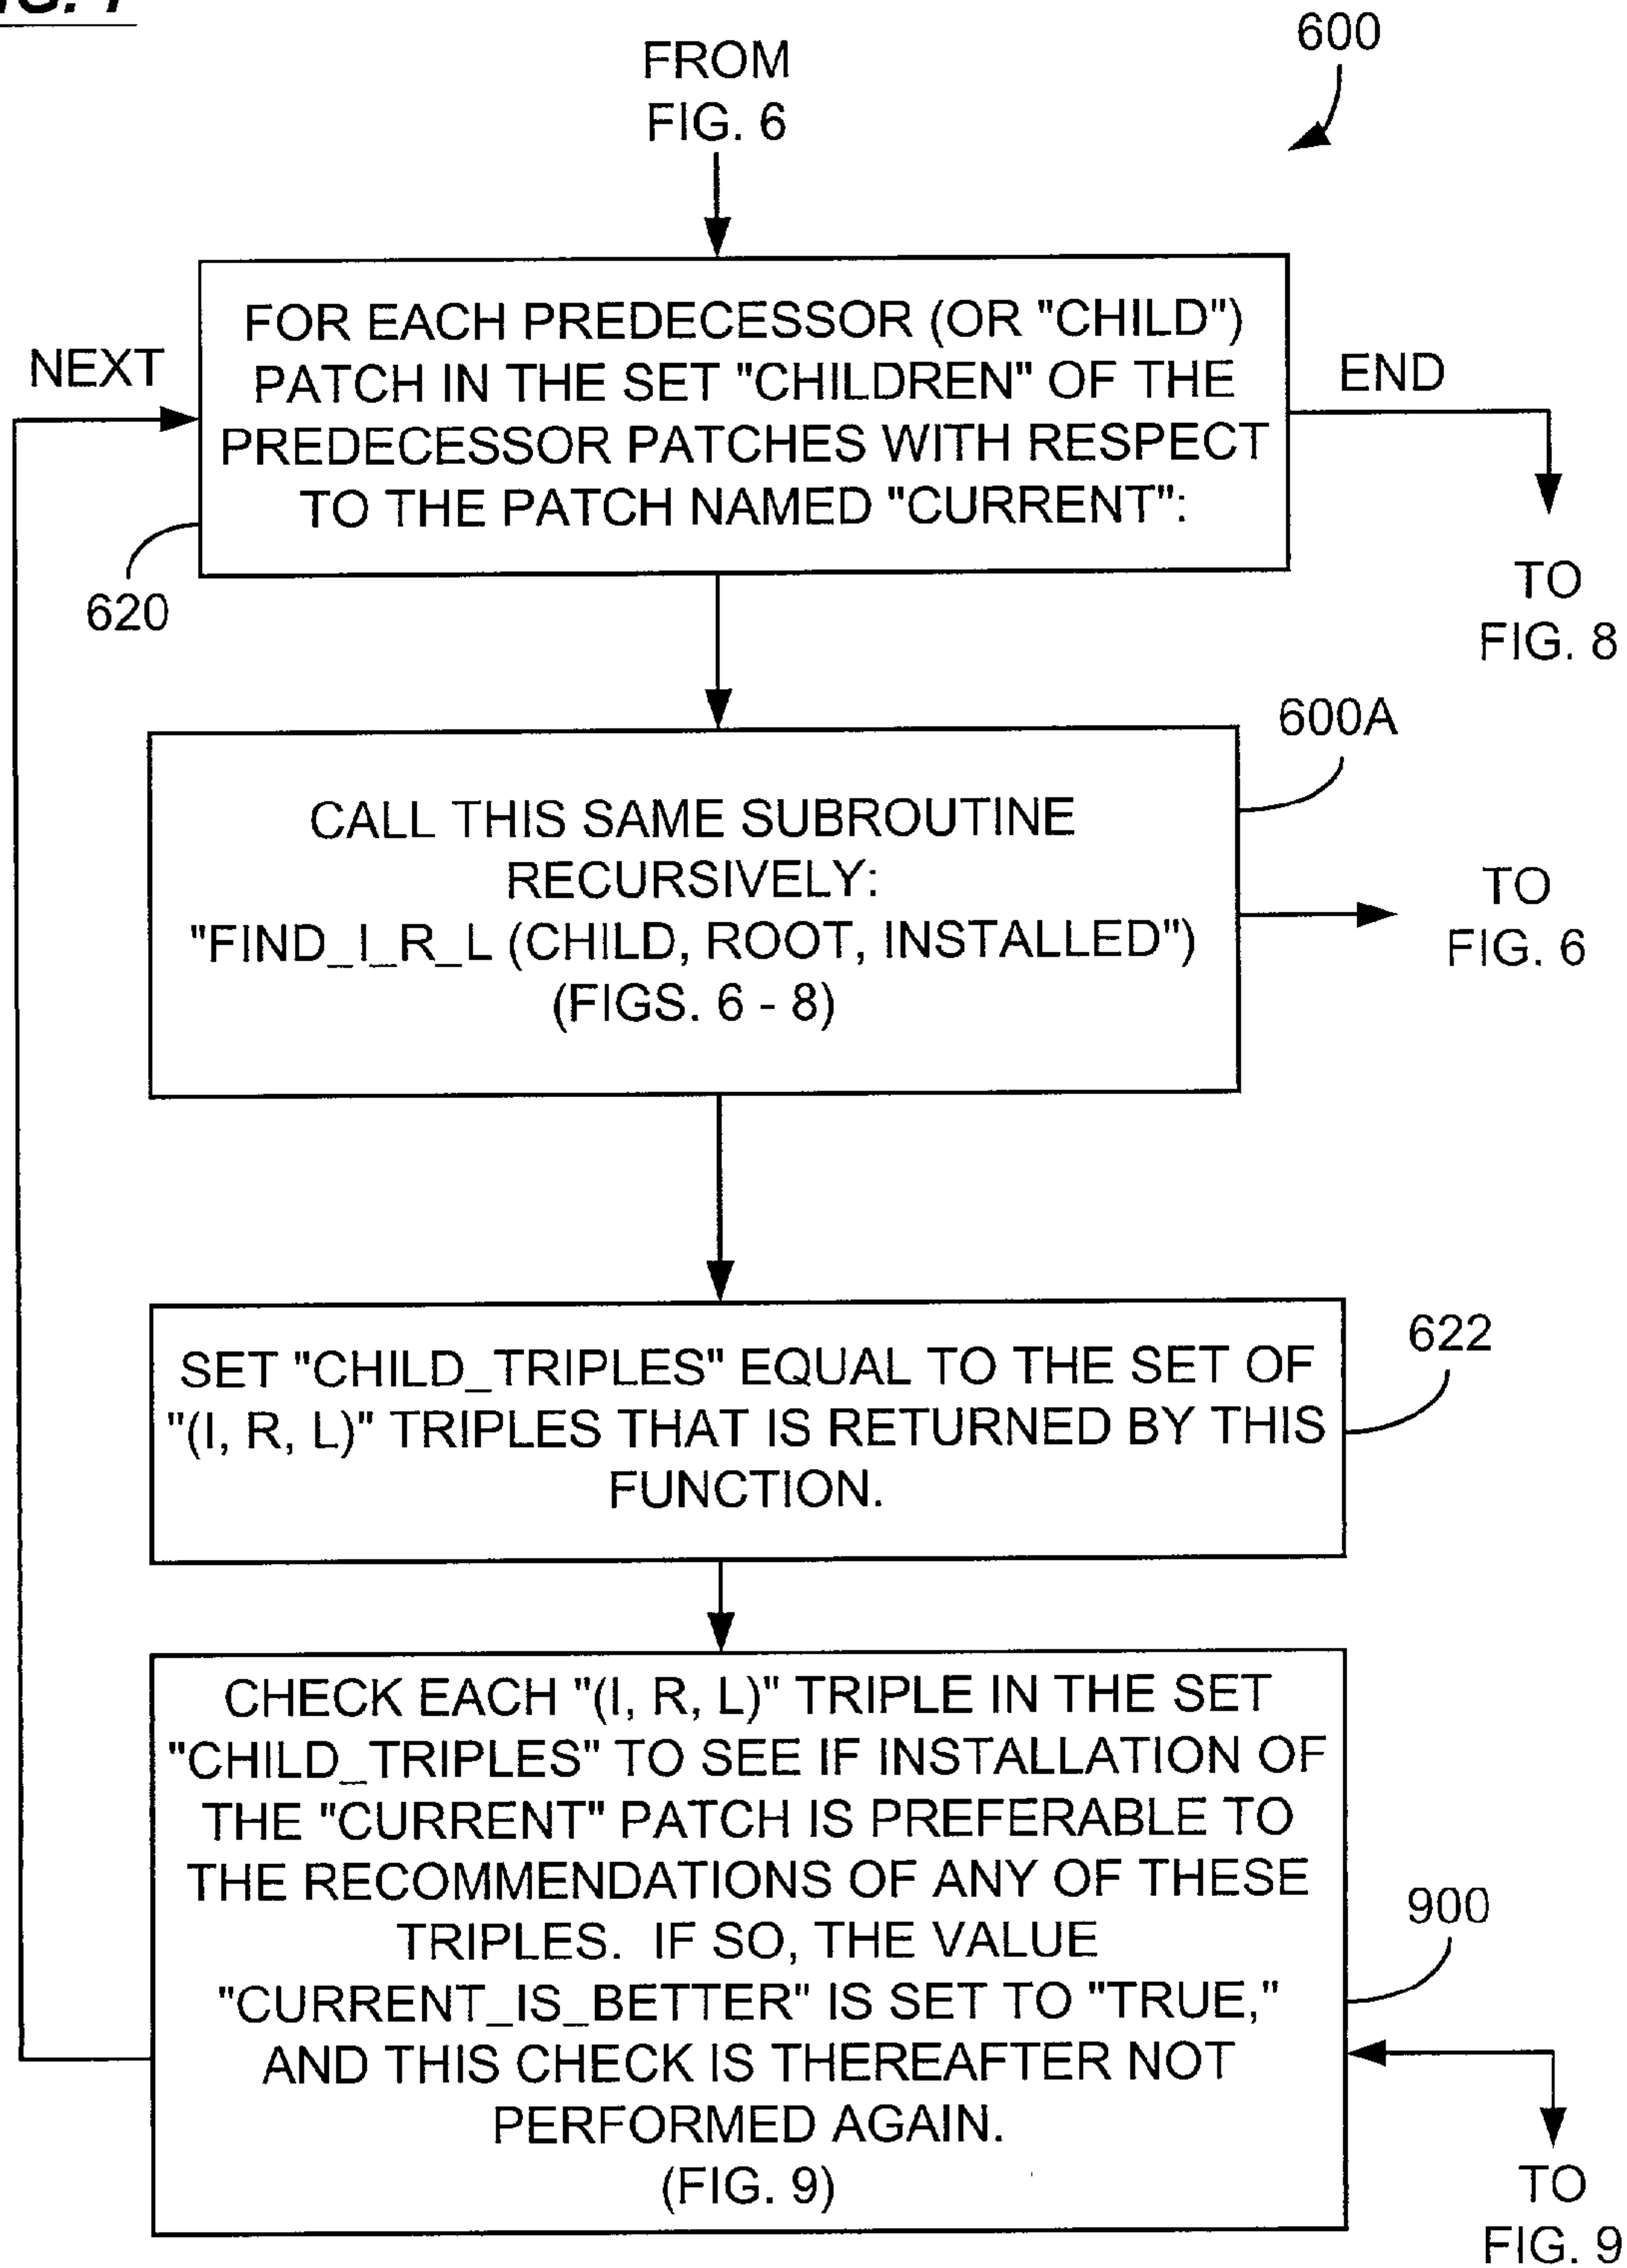 600
FROM
FIG. 6
FOR EACH PREDECESSOR (OR "CHILD")
PATCH IN THE SET "CHILDREN" OF THE
PREDECESSOR PATCHES WITH RESPECT
TO THE PATCH NAMED "CURRENT":
NEXT
END
620
TO
FIG. 8
600A
CALL THIS SAME SUBROUTINE
RECURSIVELY:
"FIND_I_R_L (CHILD, ROOT, INSTALLED")
(FIGS. 6 - 8)
TO
FIG. 6
622
SET "CHILD_TRIPLES" EQUAL TO THE SET OF
"(I, R, L)" TRIPLES THAT IS RETURNED BY THIS
FUNCTION.
CHECK EACH "(I, R, L)" TRIPLE IN THE SET
"CHILD_TRIPLES" TO SEE IF INSTALLATION OF
THE "CURRENT" PATCH IS PREFERABLE TO
THE RECOMMENDATIONS OF ANY OF THESE
TRIPLES. IF SO, THE VALUE
"CURRENT_IS_BETTER" IS SET TO "TRUE,"
AND THIS CHECK IS THEREAFTER NOT
PERFORMED AGAIN.
(FIG. 9)
900
TO
FIG. 9